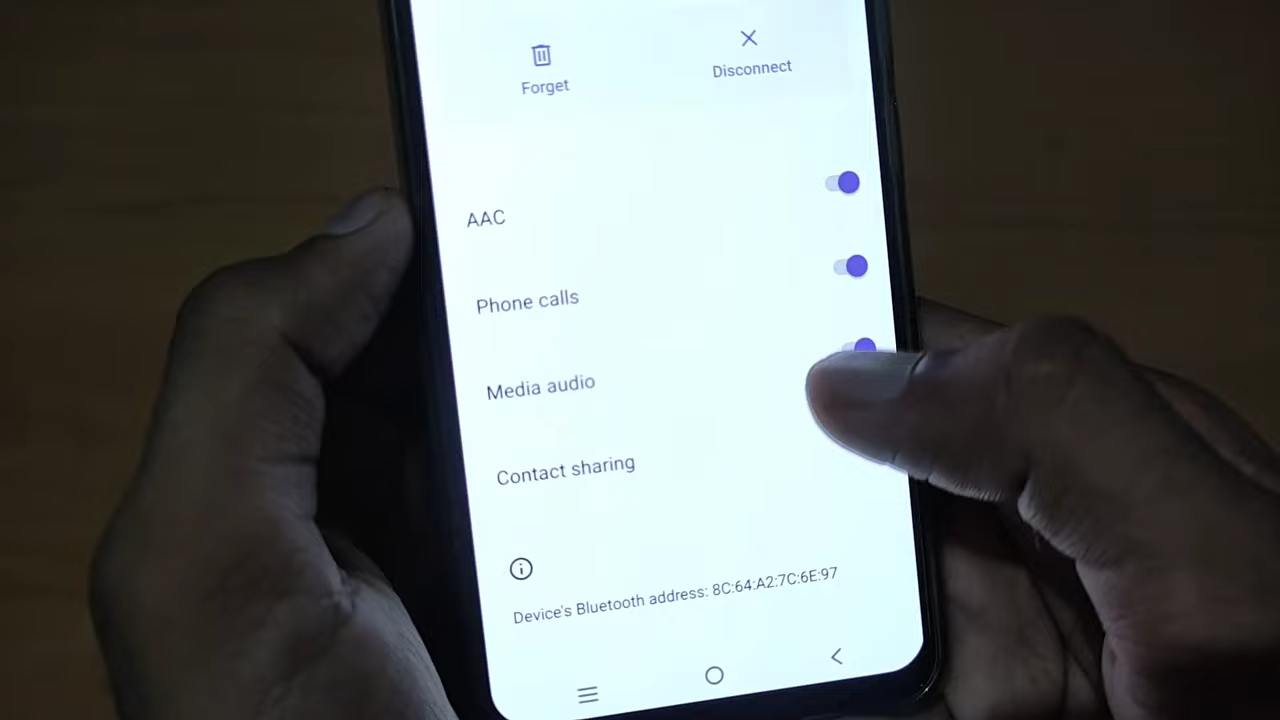 Forget
Disconnect
AAC
Phone calls
Media audio
Contact sharing
Device's Bluetooth address: 8C:64:A2:7C:6E:97